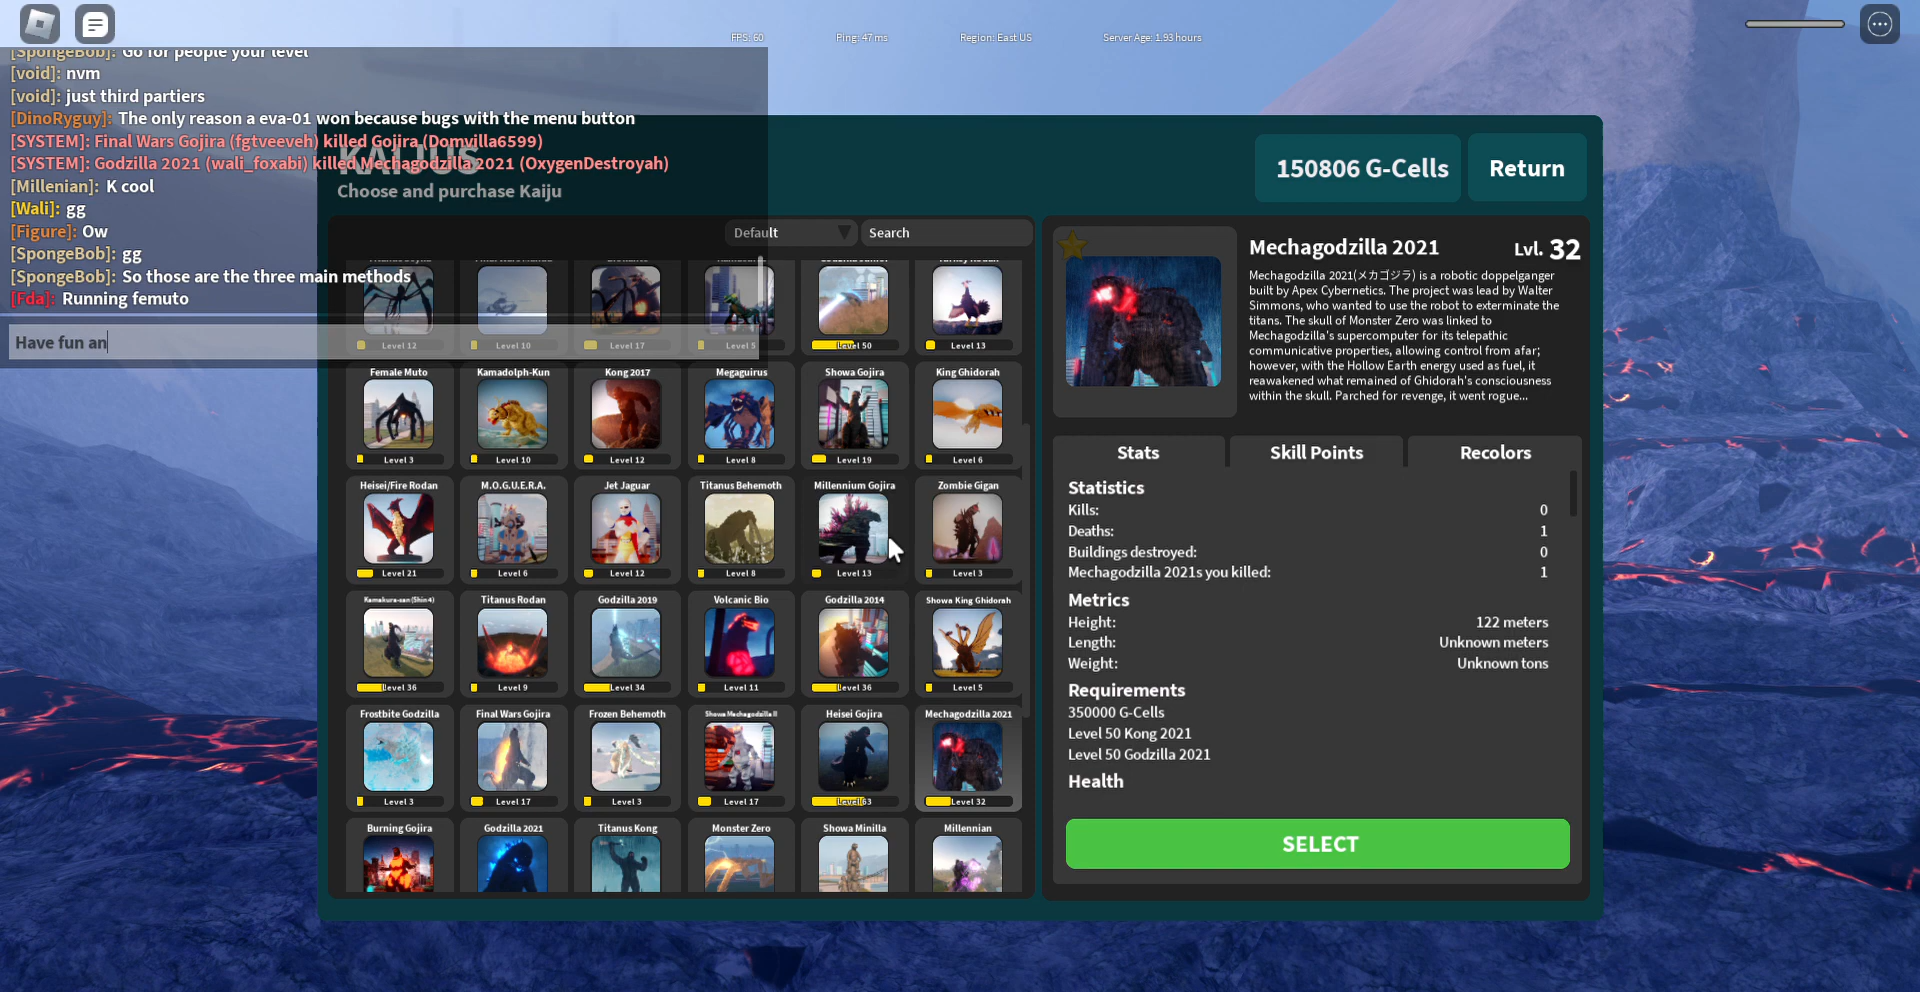 FPS: 60
Ping: 47 ms
Region: East US
Server Age: 1.93 hours
[SpongeBob]: Go for people your level
[void]: nvm
[void]: just third partiers
[DinoRyguy]: The only reason a eva-01 won because bugs with the menu button
[SYSTEM]: Final Wars Gojira (fgtveeveh) killed Gojira (Domvilla6599)
[SYSTEM]: Godzilla 2021 (wali_foxabi) killed Mechagodzilla 2021 (OxygenDestroyah)
[Millenian]: K cool
[Wali]: gg
[Figure]: Ow
[SpongeBob]: gg
[SpongeBob]: So those are the three main methods
[Fda]: Running femuto
Have fun an
KAIJUS
Choose and purchase Kaiju
150806 G-Cells
Return
Default
Search
Level 12
Level 10
Level 17
Level 5
Level 50
Level 13
Female Muto
Kamadolph-Kun
Kong 2017
Megaguirus
Showa Gojira
King Ghidorah
Level 3
Level 10
Level 12
Level 8
Level 19
Level 6
Heisei/Fire Rodan
M.O.G.U.E.R.A.
Jet Jaguar
Titanus Behemoth
Millennium Gojira
Zombie Gigan
Level 21
Level 6
Level 12
Level 8
Level 13
Level 3
Kamakura-san (Shin 4)
Titanus Rodan
Godzilla 2019
Volcanic Bio
Godzilla 2014
Showa King Ghidorah
Level 36
Level 9
Level 34
Level 11
Level 36
Level 5
Frostbite Godzilla
Final Wars Gojira
Frozen Behemoth
Showa Mechagodzilla II
Heisei Gojira
Mechagodzilla 2021
Level 3
Level 17
Level 3
Level 17
Level 63
Level 32
Burning Gojira
Godzilla 2021
Titanus Kong
Monster Zero
Showa Minilla
Millennian
Mechagodzilla 2021
Lvl. 32
Mechagodzilla 2021(メカゴジラ) is a robotic doppelganger
built by Apex Cybernetics. The project was lead by Walter
Simmons, who wanted to use the robot to exterminate the
titans. The skull of Monster Zero was linked to
Mechagodzilla's supercomputer for its telepathic
communicative properties, allowing control from afar;
however, with the Hollow Earth energy used as fuel, it
reawakened what remained of Ghidorah's consciousness
within the skull. Parched for revenge, it went rogue...
Stats
Skill Points
Recolors
Statistics
Kills: 0
Deaths: 1
Buildings destroyed: 0
Mechagodzilla 2021s you killed: 1
Metrics
Height: 122 meters
Length: Unknown meters
Weight: Unknown tons
Requirements
350000 G-Cells
Level 50 Kong 2021
Level 50 Godzilla 2021
Health
SELECT